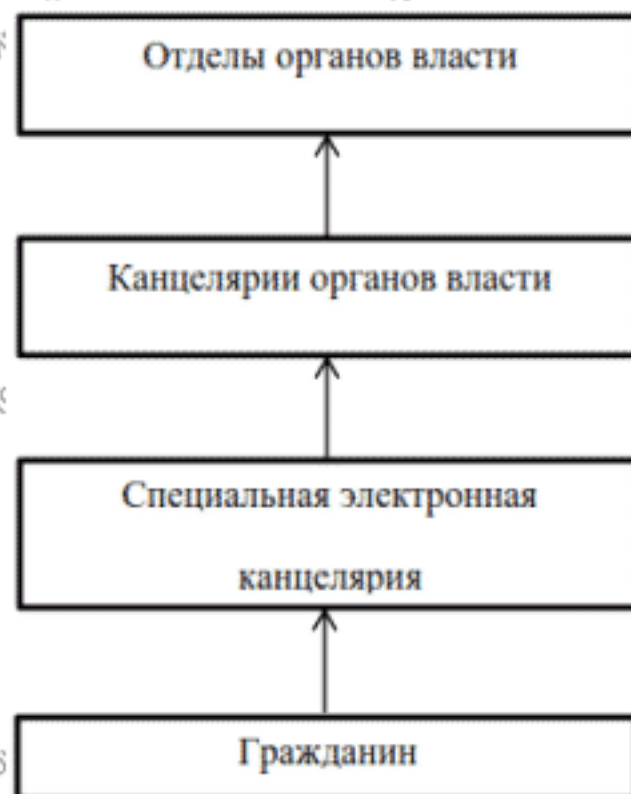 Отделы органов власти
Канцелярии органов власти
Специальная электронная
канцелярия
Гражданин